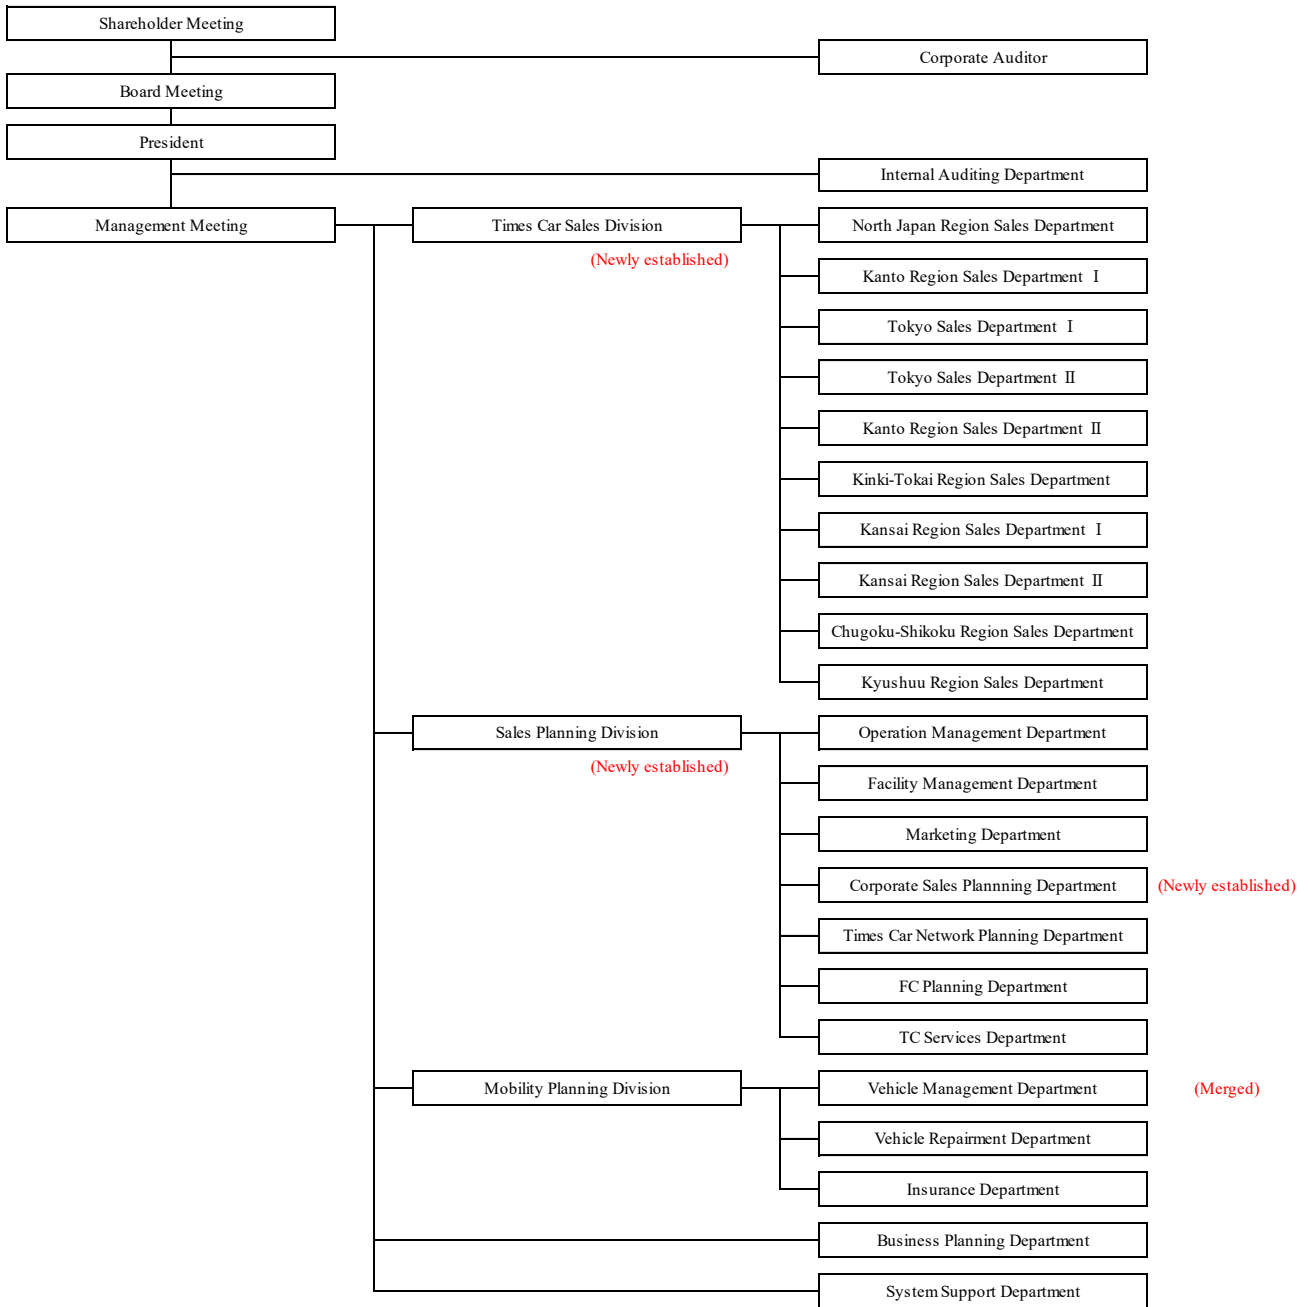 Shareholder Meeting
Corporate Auditor
Board Meeting
President
Internal Auditing Department
Management Meeting
Times Car Sales Division
North Japan Region Sales Department
(Newly established)
Kanto Region Sales Department Ⅰ
Tokyo Sales Department Ⅰ
Tokyo Sales Department Ⅱ
Kanto Region Sales Department Ⅱ
Kinki-Tokai Region Sales Department
Kansai Region Sales Department Ⅰ
Kansai Region Sales Department Ⅱ
Chugoku-Shikoku Region Sales Department
Kyushuu Region Sales Department
Sales Planning Division
Operation Management Department
(Newly established)
Facility Management Department
Marketing Department
Corporate Sales Plannning Department
(Newly established)
Times Car Network Planning Department
FC Planning Department
TC Services Department
Mobility Planning Division
Vehicle Management Department
(Merged)
Vehicle Repairment Department
Insurance Department
Business Planning Department
System Support Department